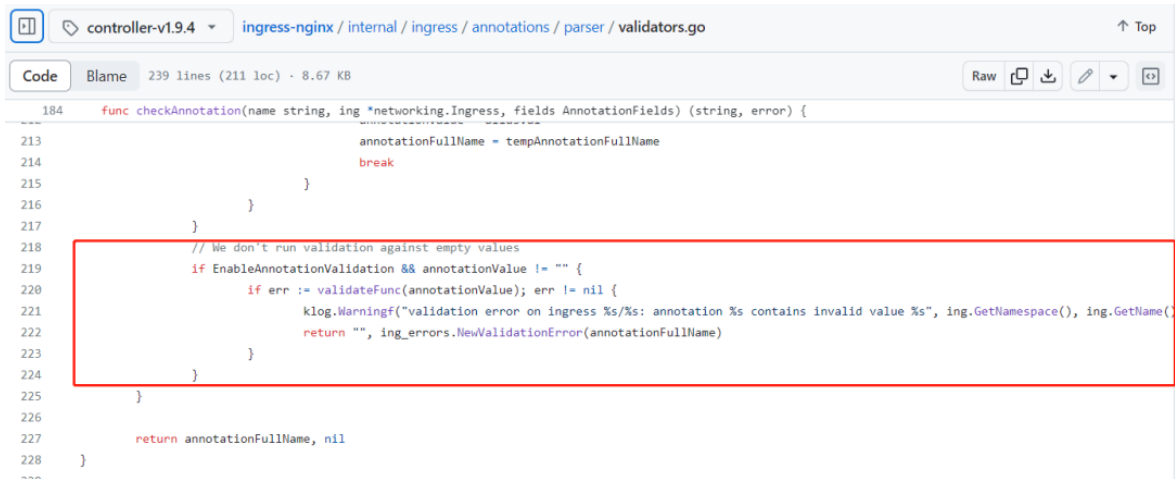 controller-v1.9.4 ingress-nginx / internal / ingress / annotations / parser / validators.go Top
Code Blame 239 lines (211 loc) · 8.67 KB Raw
184 func checkAnnotation(name string, ing *networking.Ingress, fields AnnotationFields) (string, error) {
213 annotationFullName = tempAnnotationFullName
214 break
215 }
216 }
217 }
218 // We don't run validation against empty values
219 if EnableAnnotationValidation && annotationValue != "" {
220 if err := validateFunc(annotationValue); err != nil {
221 klog.Warningf("validation error on ingress %s/%s: annotation %s contains invalid value %s", ing.GetNamespace(), ing.GetName()
222 return "", ing_errors.NewValidationError(annotationFullName)
223 }
224 }
225 }
226
227 return annotationFullName, nil
228 }